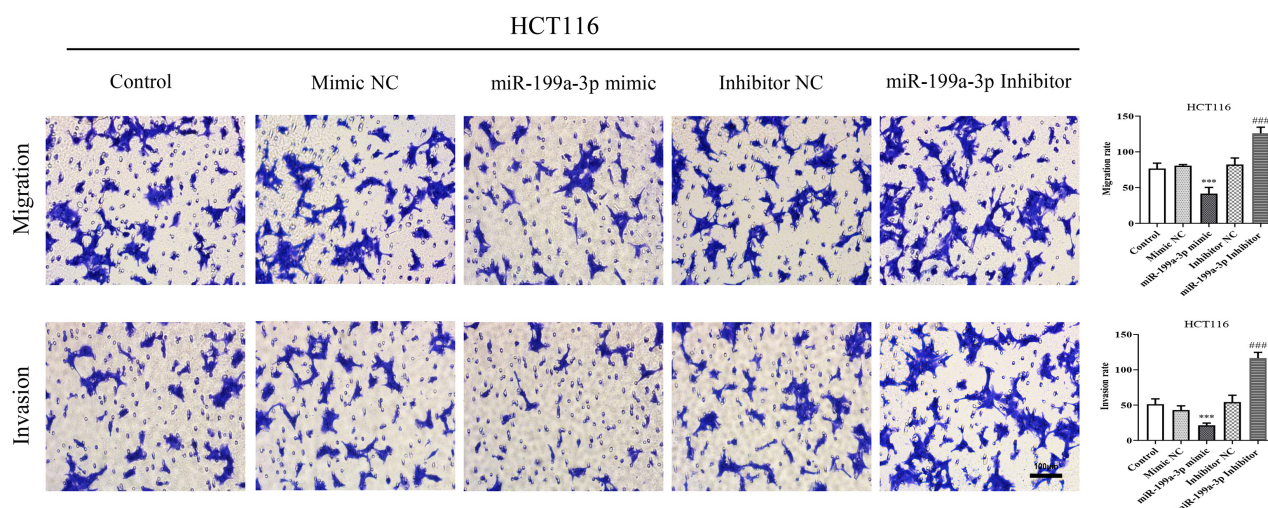 HCT116
Control
Mimic NC
miR-199a-3p mimic
Inhibitor NC
miR-199a-3p Inhibitor
Migration
HCT116
###
***
150
100
50
0
Migration rate
Control
Mimic NC
miR-199a-3p mimic
Inhibitor NC
miR-199a-3p Inhibitor
Invasion
100μm
HCT116
###
***
150
100
50
0
Invasion rate
Control
Mimic NC
miR-199a-3p mimic
Inhibitor NC
miR-199a-3p Inhibitor